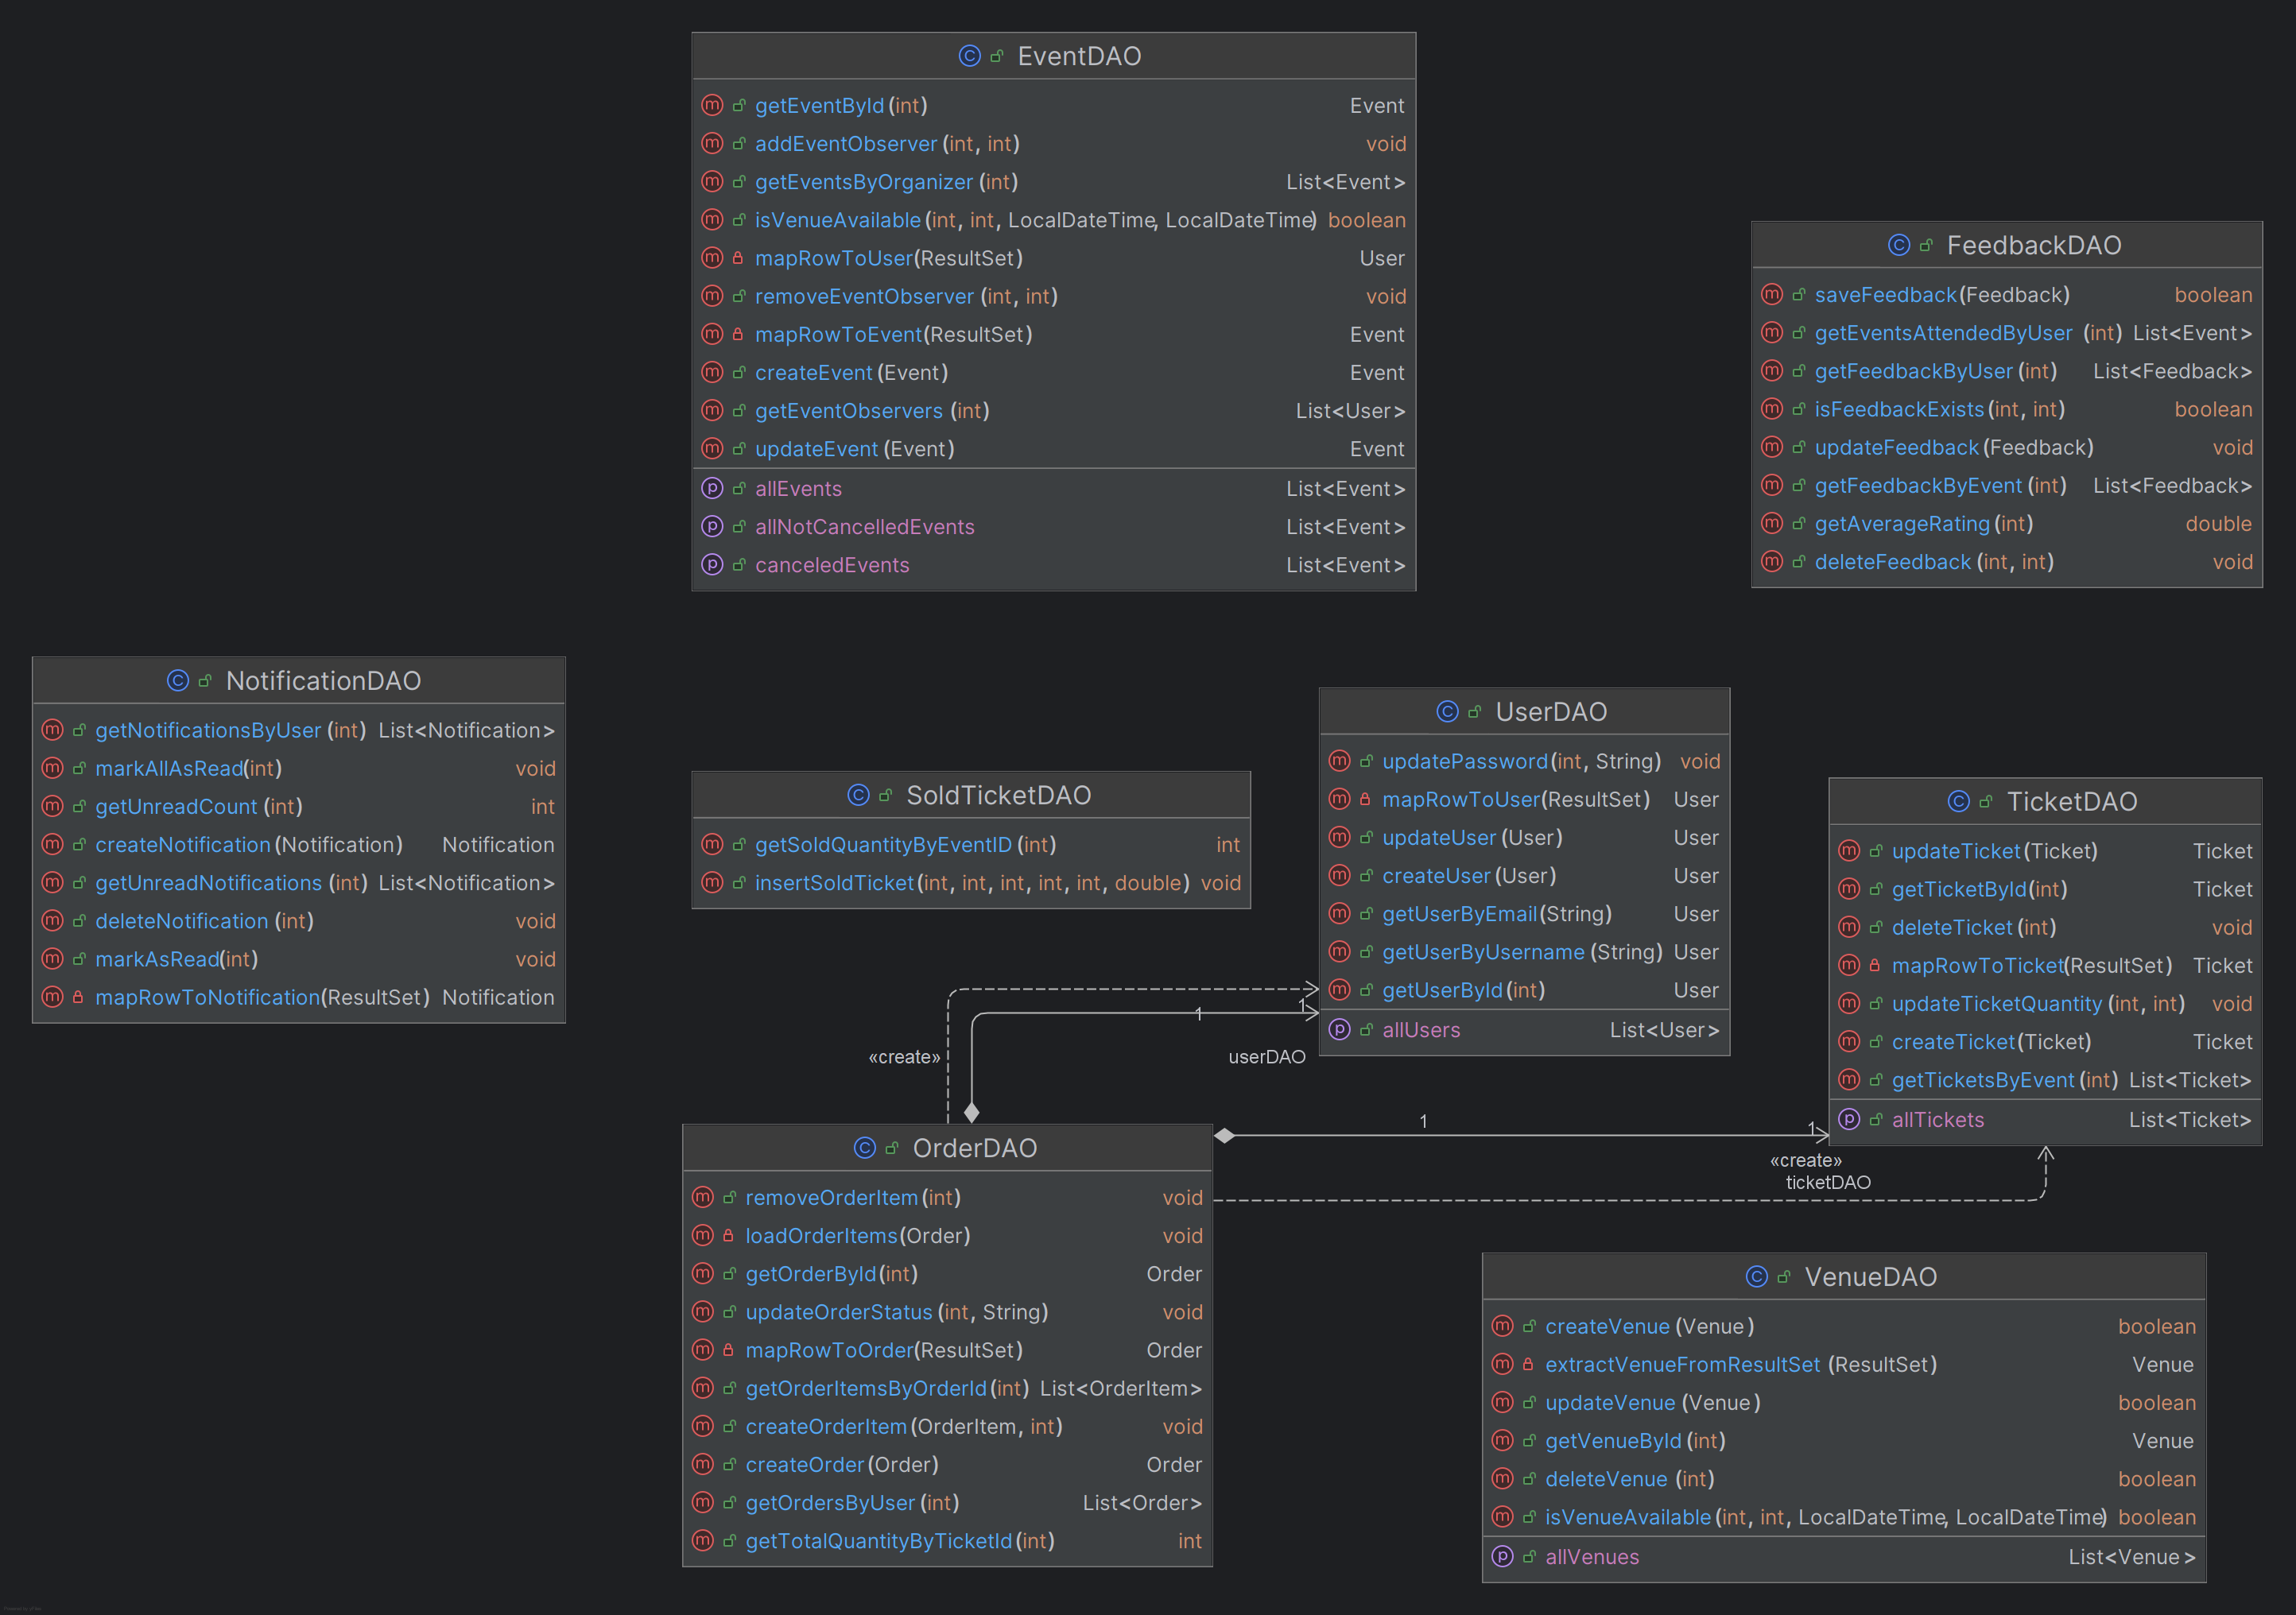 EventDAO
getEventById(int) Event
addEventObserver(int, int) void
getEventsByOrganizer(int) List<Event>
isVenueAvailable(int, int, LocalDateTime, LocalDateTime) boolean
mapRowToUser(ResultSet) User
removeEventObserver(int, int) void
mapRowToEvent(ResultSet) Event
createEvent(Event) Event
getEventObservers(int) List<User>
updateEvent(Event) Event
allEvents List<Event>
allNotCancelledEvents List<Event>
canceledEvents List<Event>
FeedbackDAO
saveFeedback(Feedback) boolean
getEventsAttendedByUser(int) List<Event>
getFeedbackByUser(int) List<Feedback>
isFeedbackExists(int, int) boolean
updateFeedback(Feedback) void
getFeedbackByEvent(int) List<Feedback>
getAverageRating(int) double
deleteFeedback(int, int) void
NotificationDAO
getNotificationsByUser(int) List<Notification>
markAllAsRead(int) void
getUnreadCount(int) int
createNotification(Notification) Notification
getUnreadNotifications(int) List<Notification>
deleteNotification(int) void
markAsRead(int) void
mapRowToNotification(ResultSet) Notification
SoldTicketDAO
getSoldQuantityByEventID(int) int
insertSoldTicket(int, int, int, int, int, double) void
UserDAO
updatePassword(int, String) void
mapRowToUser(ResultSet) User
updateUser(User) User
createUser(User) User
getUserByEmail(String) User
getUserByUsername(String) User
getUserById(int) User
allUsers List<User>
TicketDAO
updateTicket(Ticket) Ticket
getTicketById(int) Ticket
deleteTicket(int) void
mapRowToTicket(ResultSet) Ticket
updateTicketQuantity(int, int) void
createTicket(Ticket) Ticket
getTicketsByEvent(int) List<Ticket>
allTickets List<Ticket>
1
1
«create»
userDAO
1
1
«create»
ticketDAO
OrderDAO
removeOrderItem(int) void
loadOrderItems(Order) void
getOrderById(int) Order
updateOrderStatus(int, String) void
mapRowToOrder(ResultSet) Order
getOrderItemsByOrderId(int) List<OrderItem>
createOrderItem(OrderItem, int) void
createOrder(Order) Order
getOrdersByUser(int) List<Order>
getTotalQuantityByTicketId(int) int
VenueDAO
createVenue(Venue) boolean
extractVenueFromResultSet(ResultSet) Venue
updateVenue(Venue) boolean
getVenueById(int) Venue
deleteVenue(int) boolean
isVenueAvailable(int, int, LocalDateTime, LocalDateTime) boolean
allVenues List<Venue>